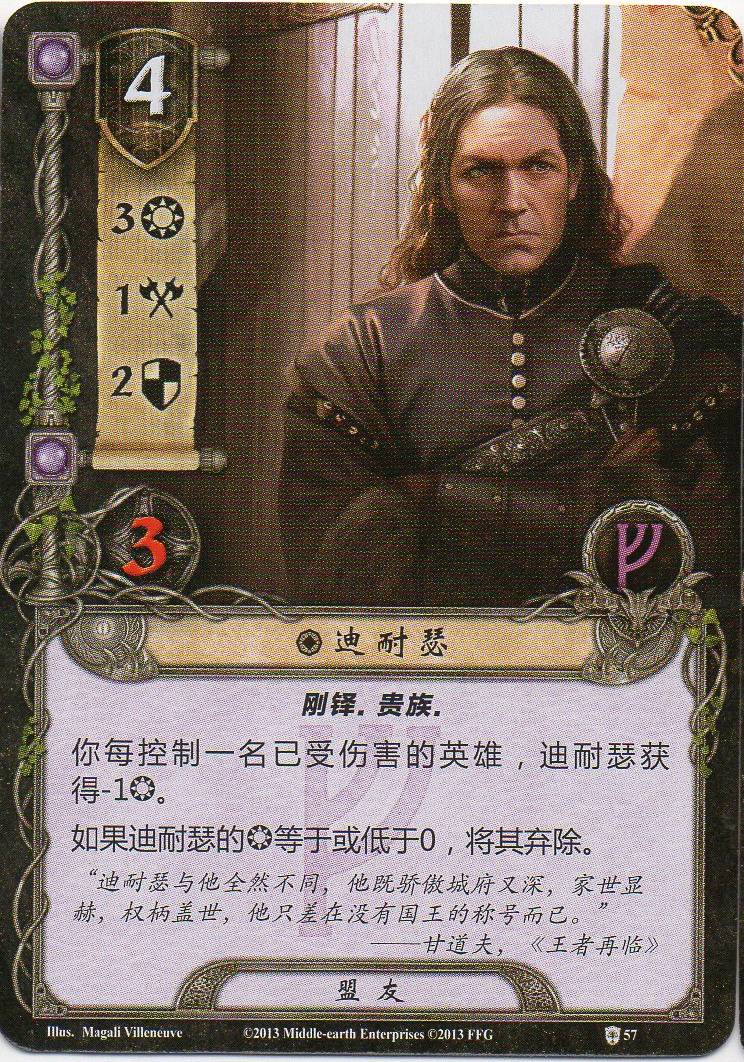 4
3
1
2
3
迪耐瑟
刚铎. 贵族.
你每控制一名已受伤害的英雄，迪耐瑟获
得-1。
如果迪耐瑟的等于或低于0，将其弃除。
“迪耐瑟与他全然不同，他既骄傲城府又深，家世显
赫，权柄盖世，他只差在没有国王的称号而已。”
——甘道夫，《王者再临》
盟友
Illus. Magali Villeneuve ©2013 Middle-earth Enterprises ©2013 FFG 57